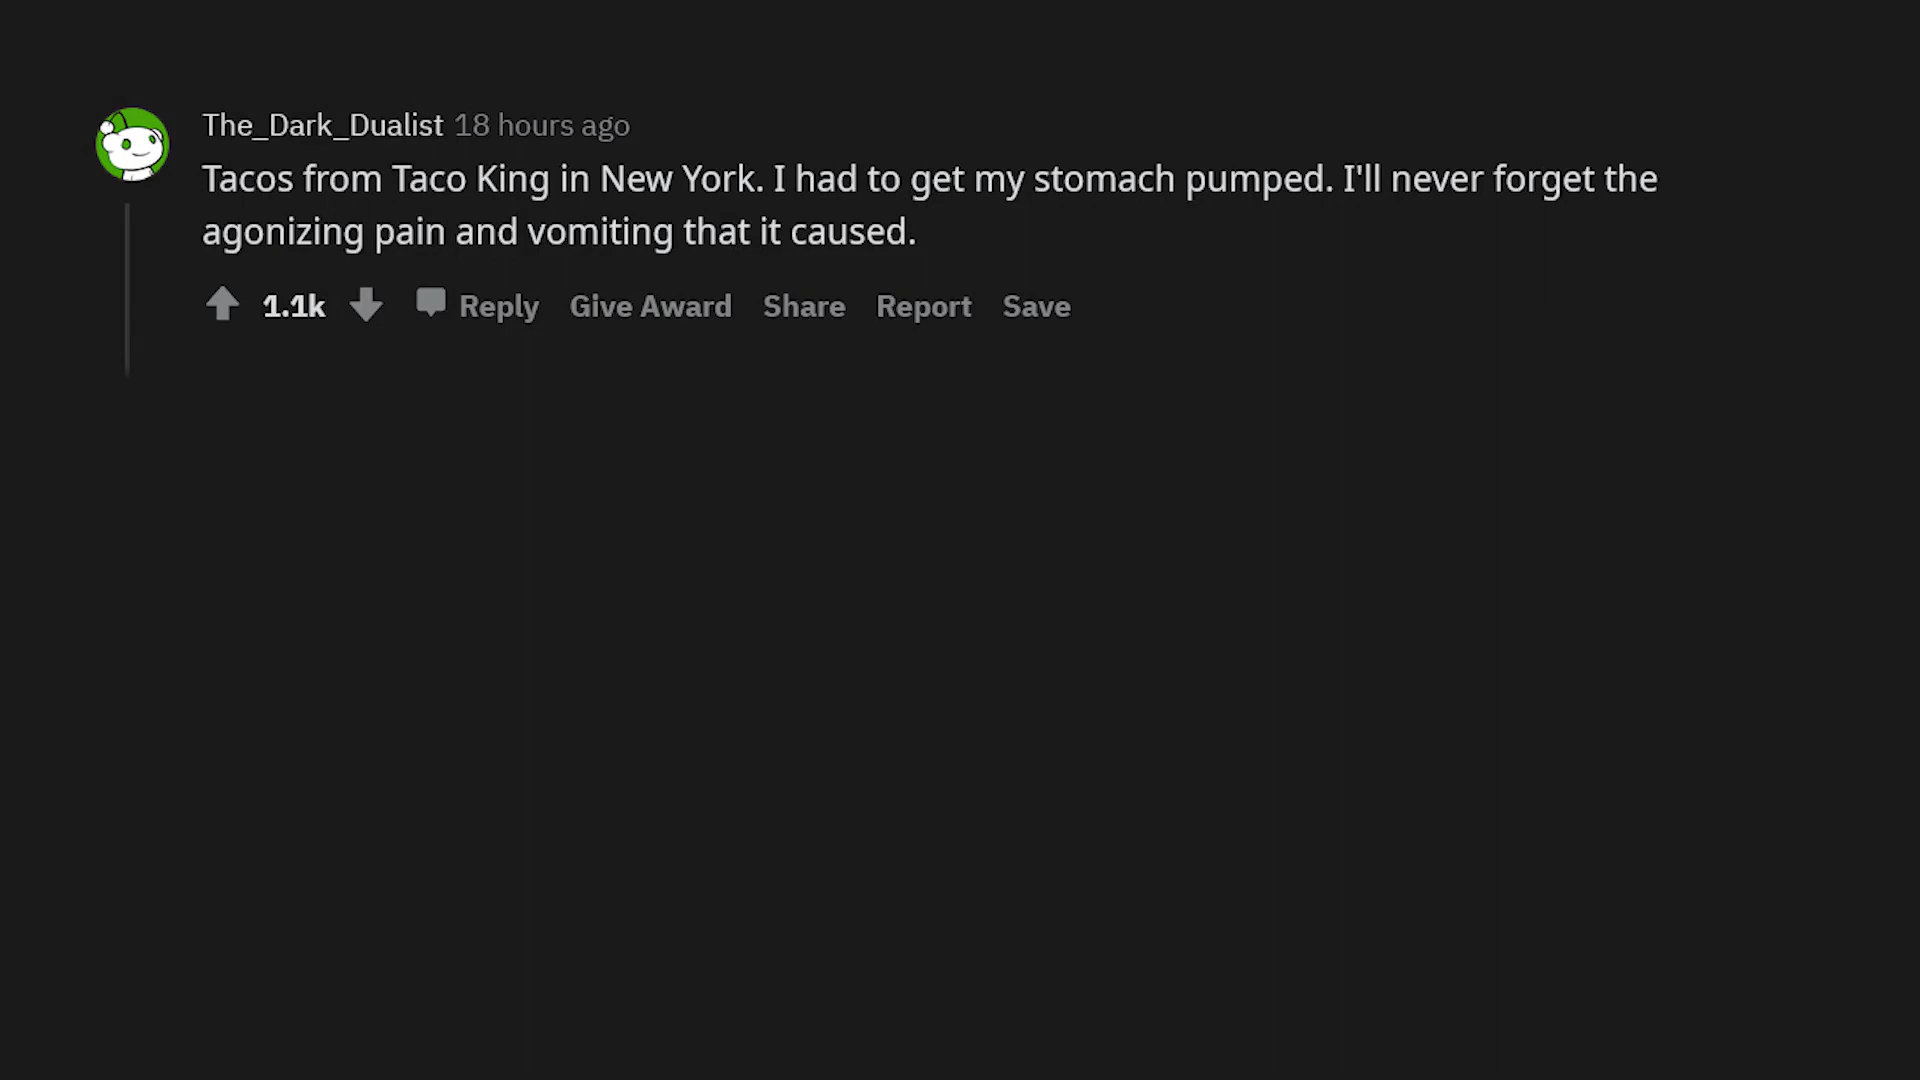 The_Dark_Dualist 18 hours ago
Tacos from Taco King in New York. I had to get my stomach pumped. I'll never forget the
agonizing pain and vomiting that it caused.
1.1k Reply Give Award Share Report Save